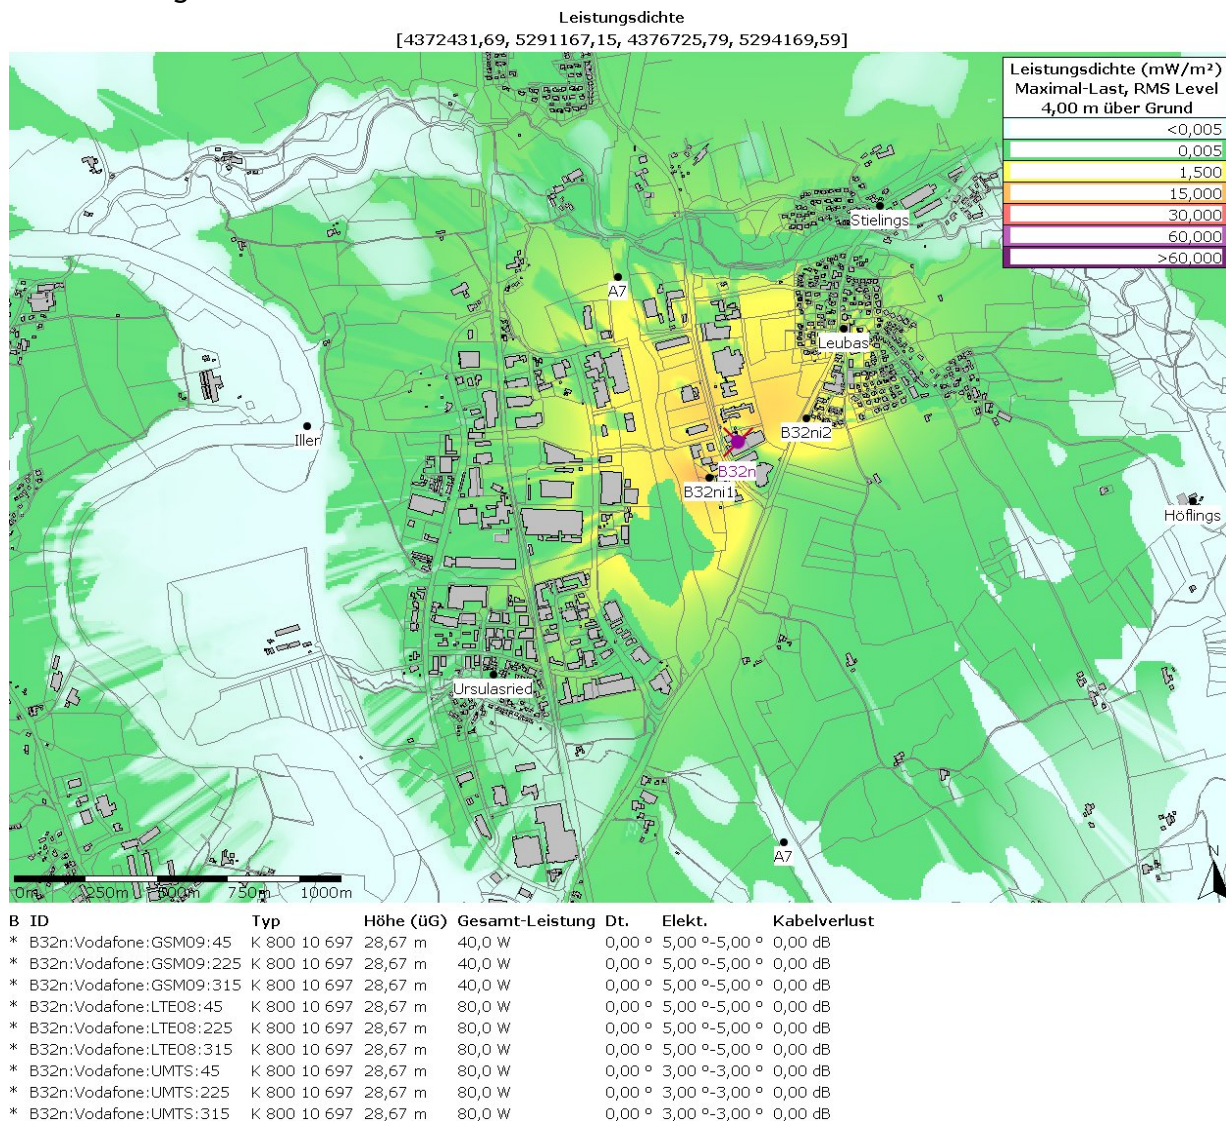 Leistungsdichte
[4372431,69, 5291167,15, 4376725,79, 5294169,59]
Leistungsdichte (mW/m²)
Maximal-Last, RMS Level
4,00 m über Grund
<0,005
0,005
1,500
15,000
30,000
60,000
>60,000
Stielings
A7
Leubas
Iller
B32ni2
B32n
B32ni1
Höflings
Ursulasried
A7
N
0m 250m 500m 750m 1000m
B ID Typ Höhe (üG) Gesamt-Leistung Dt. Elekt. Kabelverlust
* B32n:Vodafone:GSM09:45 K 800 10 697 28,67 m 40,0 W 0,00 º 5,00 º-5,00 º 0,00 dB
* B32n:Vodafone:GSM09:225 K 800 10 697 28,67 m 40,0 W 0,00 º 5,00 º-5,00 º 0,00 dB
* B32n:Vodafone:GSM09:315 K 800 10 697 28,67 m 40,0 W 0,00 º 5,00 º-5,00 º 0,00 dB
* B32n:Vodafone:LTE08:45 K 800 10 697 28,67 m 80,0 W 0,00 º 5,00 º-5,00 º 0,00 dB
* B32n:Vodafone:LTE08:225 K 800 10 697 28,67 m 80,0 W 0,00 º 5,00 º-5,00 º 0,00 dB
* B32n:Vodafone:LTE08:315 K 800 10 697 28,67 m 80,0 W 0,00 º 5,00 º-5,00 º 0,00 dB
* B32n:Vodafone:UMTS:45 K 800 10 697 28,67 m 80,0 W 0,00 º 3,00 º-3,00 º 0,00 dB
* B32n:Vodafone:UMTS:225 K 800 10 697 28,67 m 80,0 W 0,00 º 3,00 º-3,00 º 0,00 dB
* B32n:Vodafone:UMTS:315 K 800 10 697 28,67 m 80,0 W 0,00 º 3,00 º-3,00 º 0,00 dB